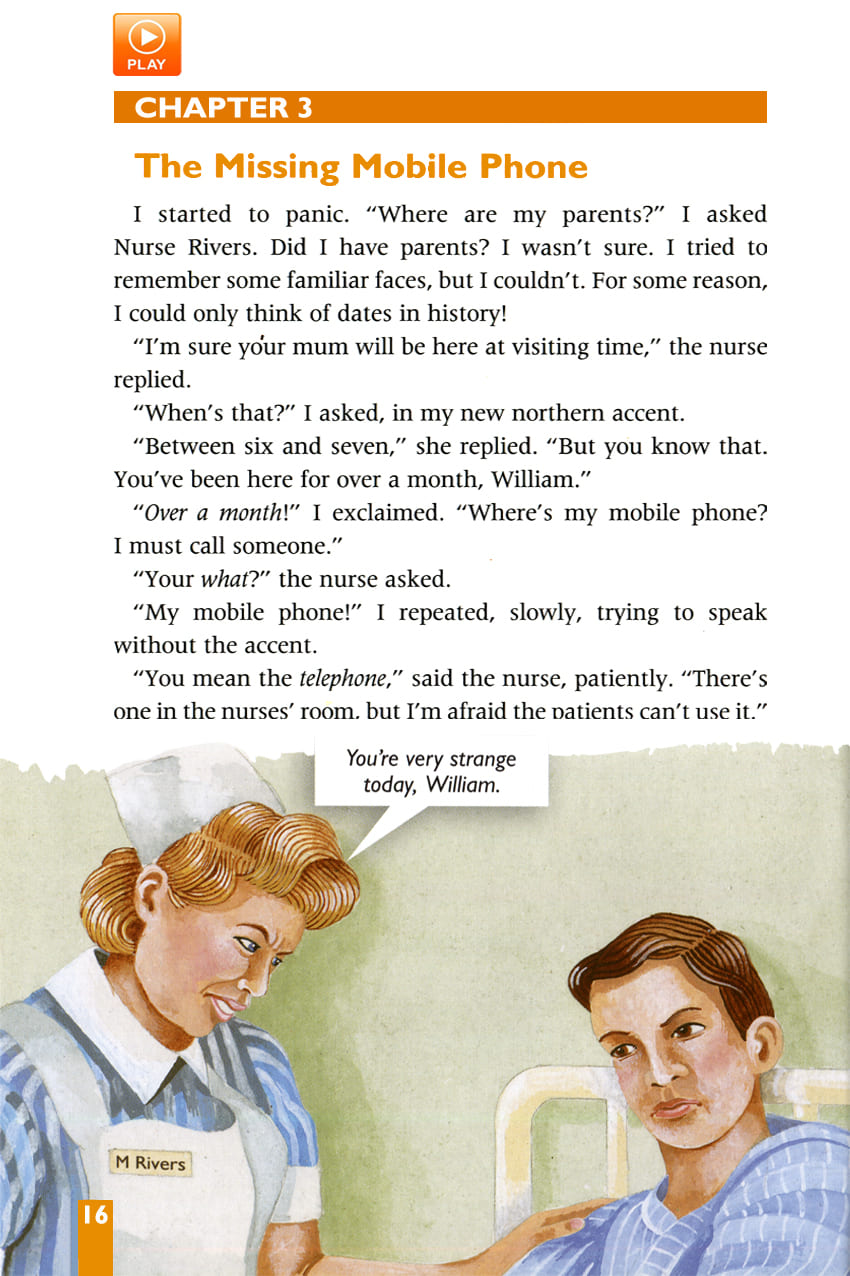 PLAY
CHAPTER 3
The Missing Mobile Phone
I started to panic. “Where are my parents?” I asked
Nurse Rivers. Did I have parents? I wasn’t sure. I tried to
remember some familiar faces, but I couldn’t. For some reason,
I could only think of dates in history!
“I’m sure your mum will be here at visiting time,” the nurse
replied.
“When’s that?” I asked, in my new northern accent.
“Between six and seven,” she replied. “But you know that.
You’ve been here for over a month, William.”
“Over a month!” I exclaimed. “Where’s my mobile phone?
I must call someone.”
“Your what?” the nurse asked.
“My mobile phone!” I repeated, slowly, trying to speak
without the accent.
“You mean the telephone,” said the nurse, patiently. “There’s
one in the nurses’ room, but I’m afraid the patients can’t use it.”
You’re very strange
today, William.
M Rivers
16